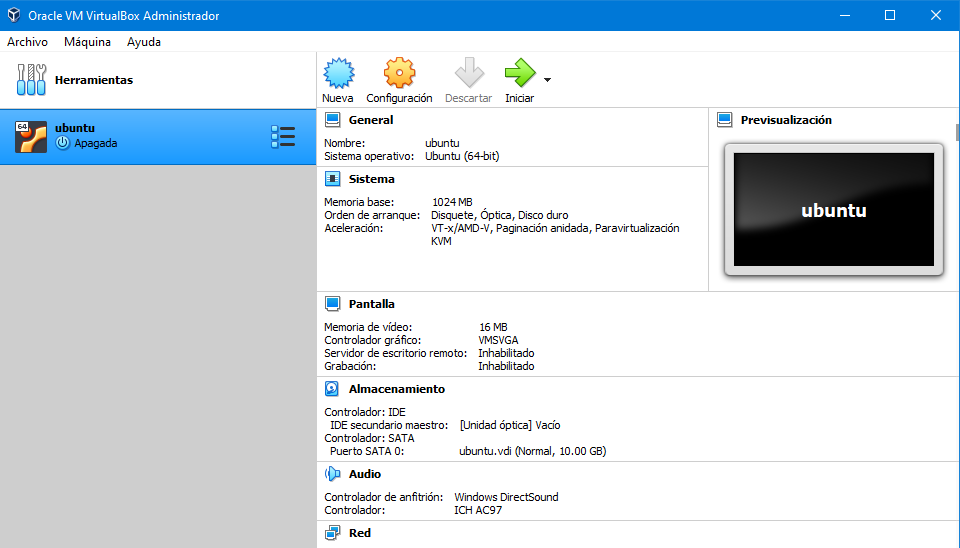 Oracle VM VirtualBox Administrador
Archivo Máquina Ayuda
Herramientas
64
ubuntu
Apagada
Nueva Configuración Descartar Iniciar
General
Nombre: ubuntu
Sistema operativo: Ubuntu (64-bit)
Previsualización
ubuntu
Sistema
Memoria base: 1024 MB
Orden de arranque: Disquete, Óptica, Disco duro
Aceleración: VT-x/AMD-V, Paginación anidada, Paravirtualización
KVM
Pantalla
Memoria de vídeo: 16 MB
Controlador gráfico: VMSVGA
Servidor de escritorio remoto: Inhabilitado
Grabación: Inhabilitado
Almacenamiento
Controlador: IDE
IDE secundario maestro: [Unidad óptica] Vacío
Controlador: SATA
Puerto SATA 0: ubuntu.vdi (Normal, 10.00 GB)
Audio
Controlador de anfitrión: Windows DirectSound
Controlador: ICH AC97
Red